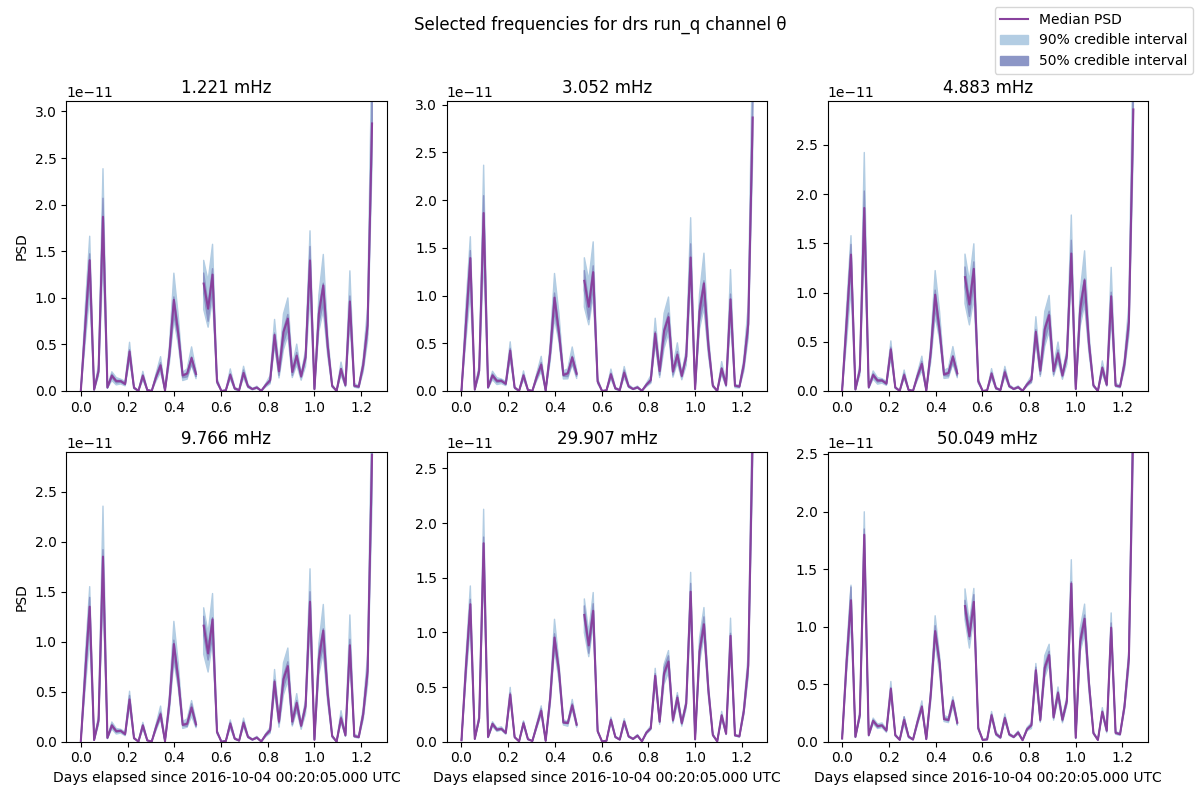 Selected frequencies for drs run_q channel θ
Median PSD
90% credible interval
50% credible interval
1.221 mHz
1e−11
PSD
3.0
2.5
2.0
1.5
1.0
0.5
0.0
0.0 0.2 0.4 0.6 0.8 1.0 1.2
3.052 mHz
1e−11
3.0
2.5
2.0
1.5
1.0
0.5
0.0
0.0 0.2 0.4 0.6 0.8 1.0 1.2
4.883 mHz
1e−11
2.5
2.0
1.5
1.0
0.5
0.0
0.0 0.2 0.4 0.6 0.8 1.0 1.2
9.766 mHz
1e−11
PSD
2.5
2.0
1.5
1.0
0.5
0.0
0.0 0.2 0.4 0.6 0.8 1.0 1.2
Days elapsed since 2016-10-04 00:20:05.000 UTC
29.907 mHz
1e−11
2.5
2.0
1.5
1.0
0.5
0.0
0.0 0.2 0.4 0.6 0.8 1.0 1.2
Days elapsed since 2016-10-04 00:20:05.000 UTC
50.049 mHz
1e−11
2.5
2.0
1.5
1.0
0.5
0.0
0.0 0.2 0.4 0.6 0.8 1.0 1.2
Days elapsed since 2016-10-04 00:20:05.000 UTC